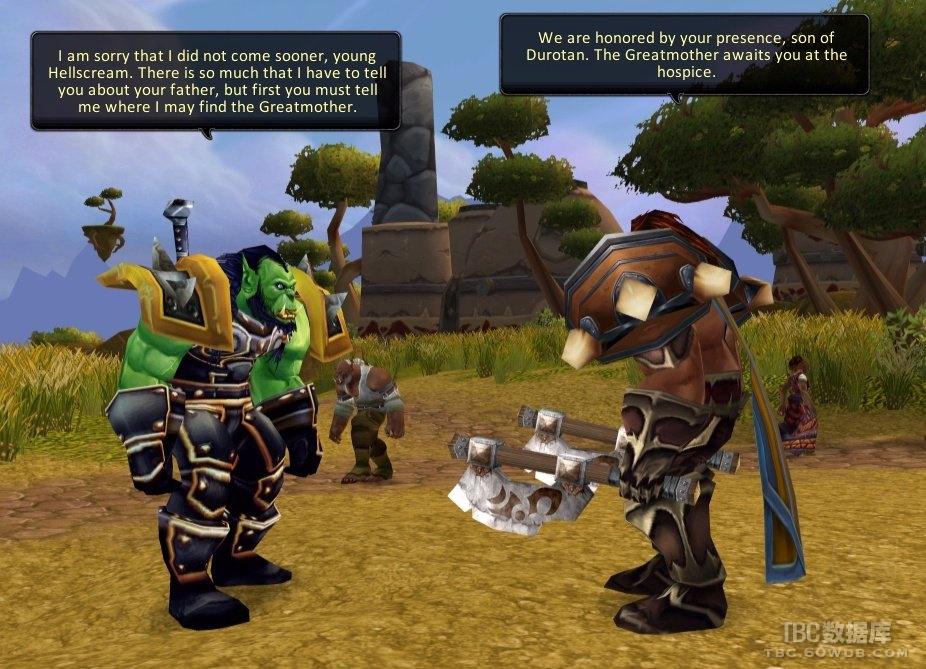 I am sorry that I did not come sooner, young
Hellscream. There is so much that I have to tell
you about your father, but first you must tell
me where I may find the Greatmother.
We are honored by your presence, son of
Durotan. The Greatmother awaits you at the
hospice.
TBC数据库
TBC.60WDB.COM